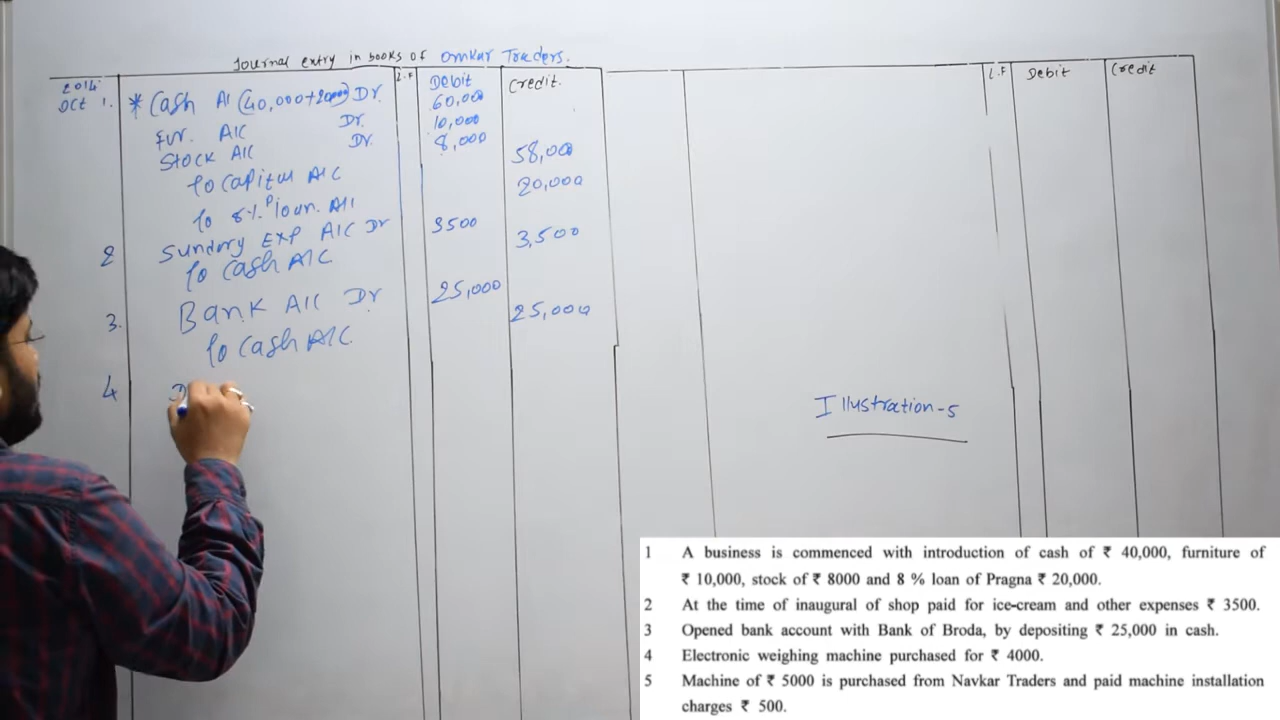 Journal entry in books of Omkar Traders.
2014 L.F Debit Credit. L.F Debit Credit
Oct 1. * Cash A/C (40,000+20000) Dr. 60,000
Fur. A/C Dr. 10,000
Stock A/C Dr. 8,000
To Capital A/C 58,000
To 8% P loan. A/C 20,000
2 Sundory Exp A/C Dr 3500
To Cash A/C 3,500
3. Bank A/C Dr 25,000
To Cash A/C 25,000
4
Illustration-5
1 A business is commenced with introduction of cash of ₹ 40,000, furniture of
₹ 10,000, stock of ₹ 8000 and 8 % loan of Pragna ₹ 20,000.
2 At the time of inaugural of shop paid for ice-cream and other expenses ₹ 3500.
3 Opened bank account with Bank of Broda, by depositing ₹ 25,000 in cash.
4 Electronic weighing machine purchased for ₹ 4000.
5 Machine of ₹ 5000 is purchased from Navkar Traders and paid machine installation
charges ₹ 500.